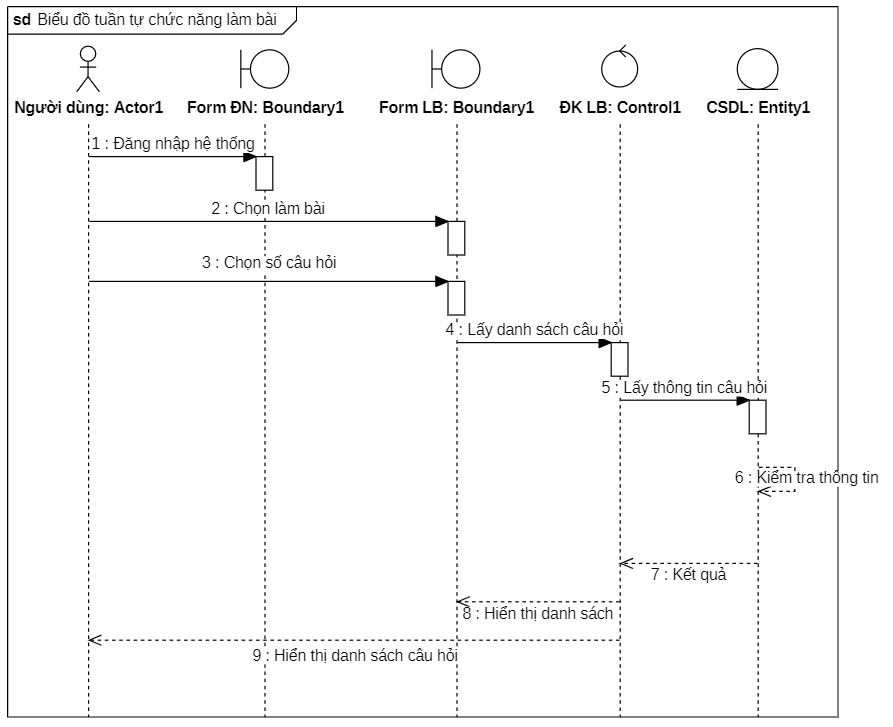 sd Biểu đồ tuần tự chức năng làm bài
Người dùng: Actor1
Form ĐN: Boundary1
Form LB: Boundary1
ĐK LB: Control1
CSDL: Entity1
1 : Đăng nhập hệ thống
2 : Chọn làm bài
3 : Chọn số câu hỏi
4 : Lấy danh sách câu hỏi
5 : Lấy thông tin câu hỏi
6 : Kiểm tra thông tin
7 : Kết quả
8 : Hiển thị danh sách
9 : Hiển thị danh sách câu hỏi